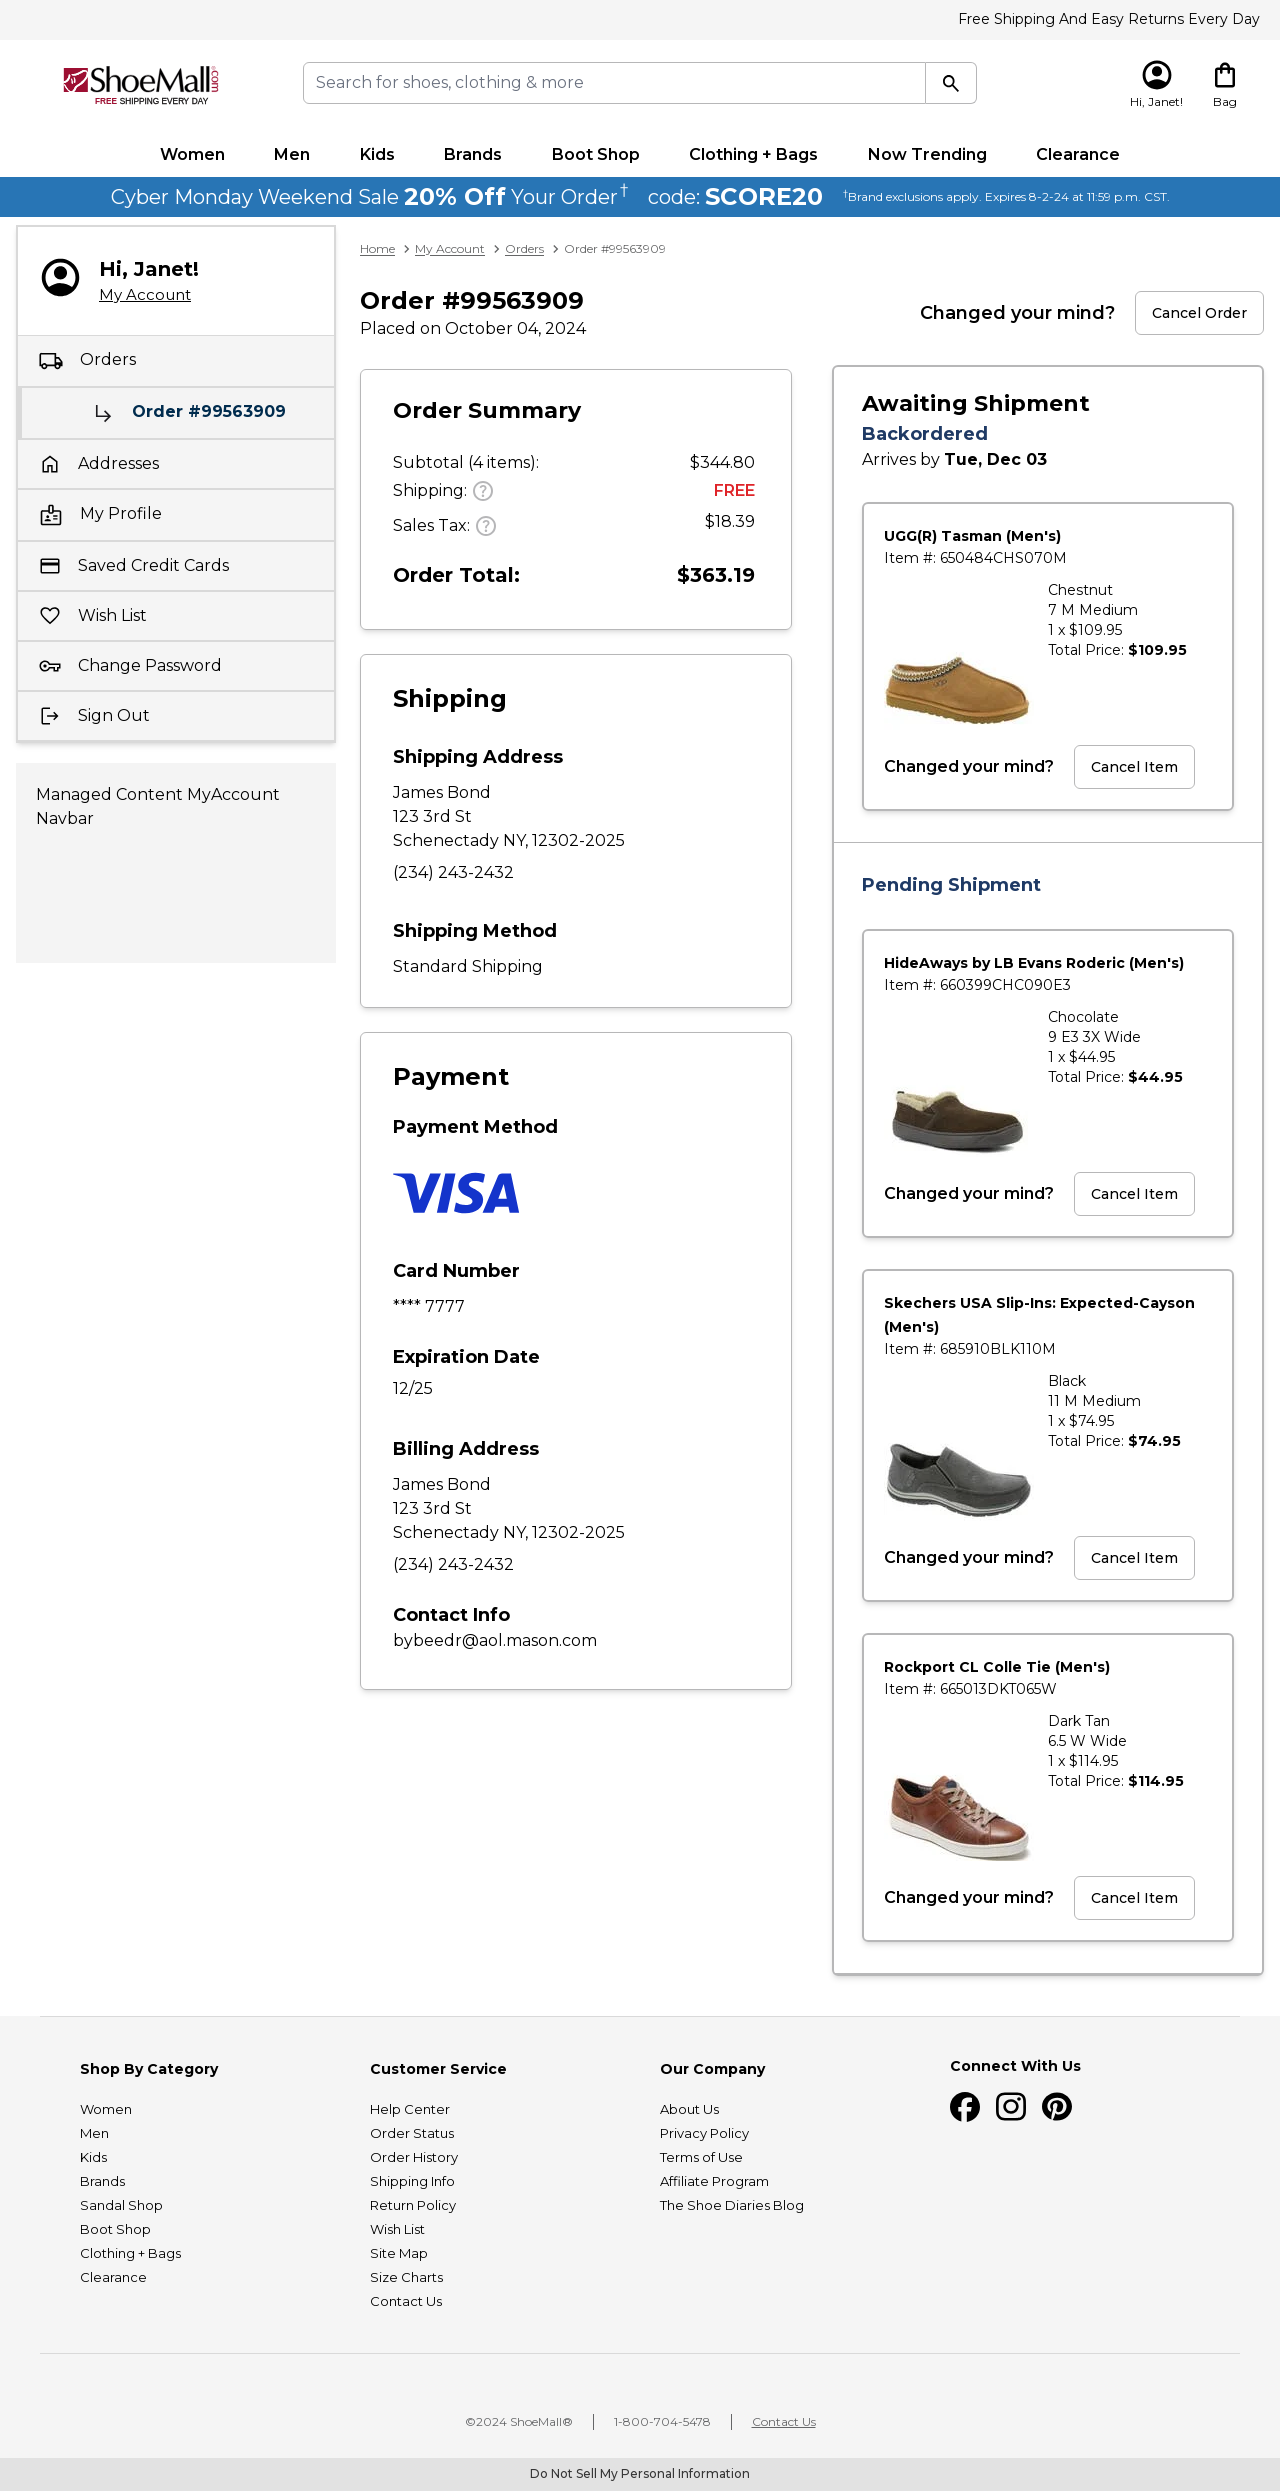 Free Shipping And Easy Returns Every Day
ShoeMall.com
FREE SHIPPING EVERY DAY
Search for shoes, clothing & more
Hi, Janet!
Bag
Women Men Kids Brands Boot Shop Clothing + Bags Now Trending Clearance
Cyber Monday Weekend Sale 20% Off Your Order† code: SCORE20 †Brand exclusions apply. Expires 8-2-24 at 11:59 p.m. CST.
Hi, Janet!
My Account
Orders
Order #99563909
Addresses
My Profile
Saved Credit Cards
Wish List
Change Password
Sign Out
Managed Content MyAccount
Navbar
Home > My Account > Orders > Order #99563909
Order #99563909
Placed on October 04, 2024
Changed your mind?
Cancel Order
Order Summary
Subtotal (4 items): $344.80
Shipping: ? FREE
Sales Tax: ? $18.39
Order Total: $363.19
Shipping
Shipping Address
James Bond
123 3rd St
Schenectady NY, 12302-2025
(234) 243-2432
Shipping Method
Standard Shipping
Payment
Payment Method
VISA
Card Number
**** 7777
Expiration Date
12/25
Billing Address
James Bond
123 3rd St
Schenectady NY, 12302-2025
(234) 243-2432
Contact Info
bybeedr@aol.mason.com
Awaiting Shipment
Backordered
Arrives by Tue, Dec 03
UGG(R) Tasman (Men's)
Item #: 650484CHS070M
Chestnut
7 M Medium
1 x $109.95
Total Price: $109.95
Changed your mind?
Cancel Item
Pending Shipment
HideAways by LB Evans Roderic (Men's)
Item #: 660399CHC090E3
Chocolate
9 E3 3X Wide
1 x $44.95
Total Price: $44.95
Changed your mind?
Cancel Item
Skechers USA Slip-Ins: Expected-Cayson
(Men's)
Item #: 685910BLK110M
Black
11 M Medium
1 x $74.95
Total Price: $74.95
Changed your mind?
Cancel Item
Rockport CL Colle Tie (Men's)
Item #: 665013DKT065W
Dark Tan
6.5 W Wide
1 x $114.95
Total Price: $114.95
Changed your mind?
Cancel Item
Shop By Category
Women
Men
Kids
Brands
Sandal Shop
Boot Shop
Clothing + Bags
Clearance
Customer Service
Help Center
Order Status
Order History
Shipping Info
Return Policy
Wish List
Site Map
Size Charts
Contact Us
Our Company
About Us
Privacy Policy
Terms of Use
Affiliate Program
The Shoe Diaries Blog
Connect With Us
©2024 ShoeMall® | 1-800-704-5478 | Contact Us
Do Not Sell My Personal Information